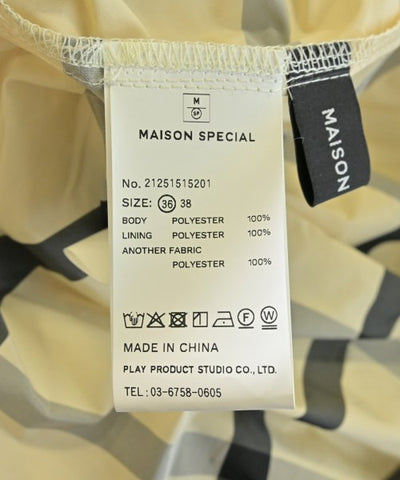 M
SP
MAISON SPECIAL
No. 21251515201
SIZE: 36 38
BODY POLYESTER 100%
LINING POLYESTER 100%
ANOTHER FABRIC
POLYESTER 100%
F W
MADE IN CHINA
PLAY PRODUCT STUDIO CO., LTD.
TEL: 03-6758-0605
MAISON